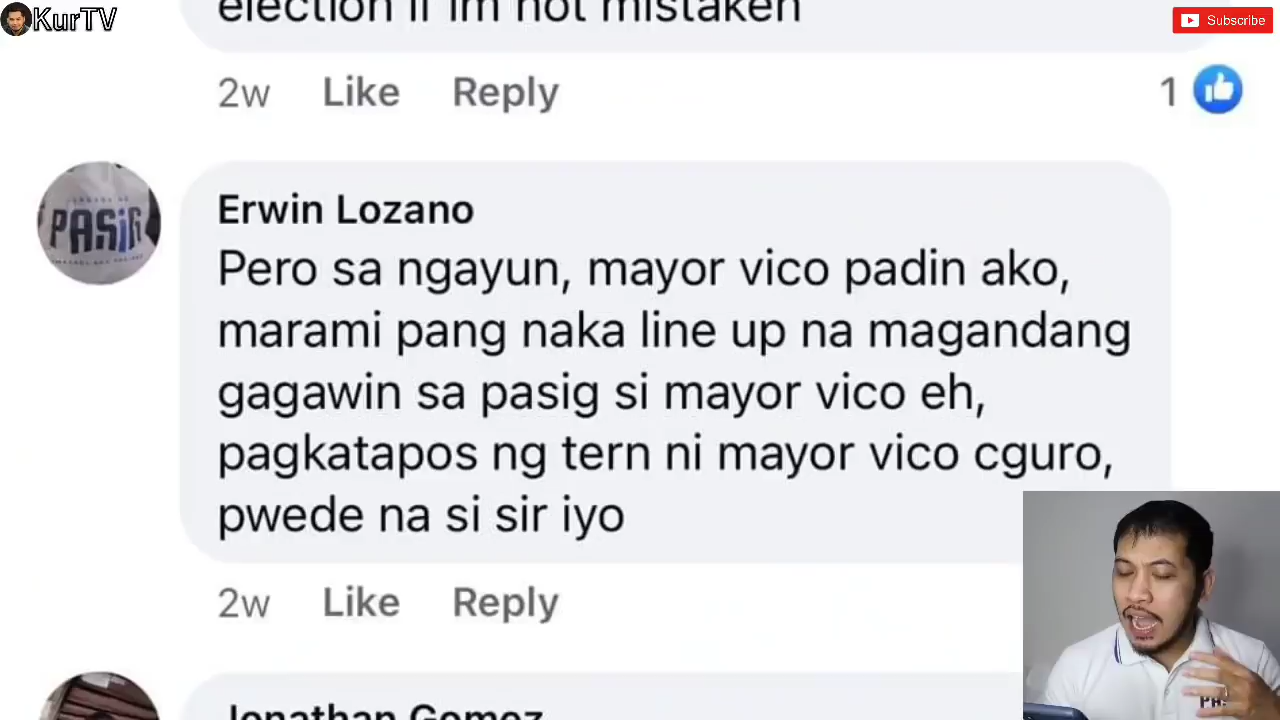 KurTV
Subscribe
election if im not mistaken
2w Like Reply 1
PASiG
Erwin Lozano
Pero sa ngayun, mayor vico padin ako,
marami pang naka line up na magandang
gagawin sa pasig si mayor vico eh,
pagkatapos ng tern ni mayor vico cguro,
pwede na si sir iyo
2w Like Reply
Jonathan Gomez